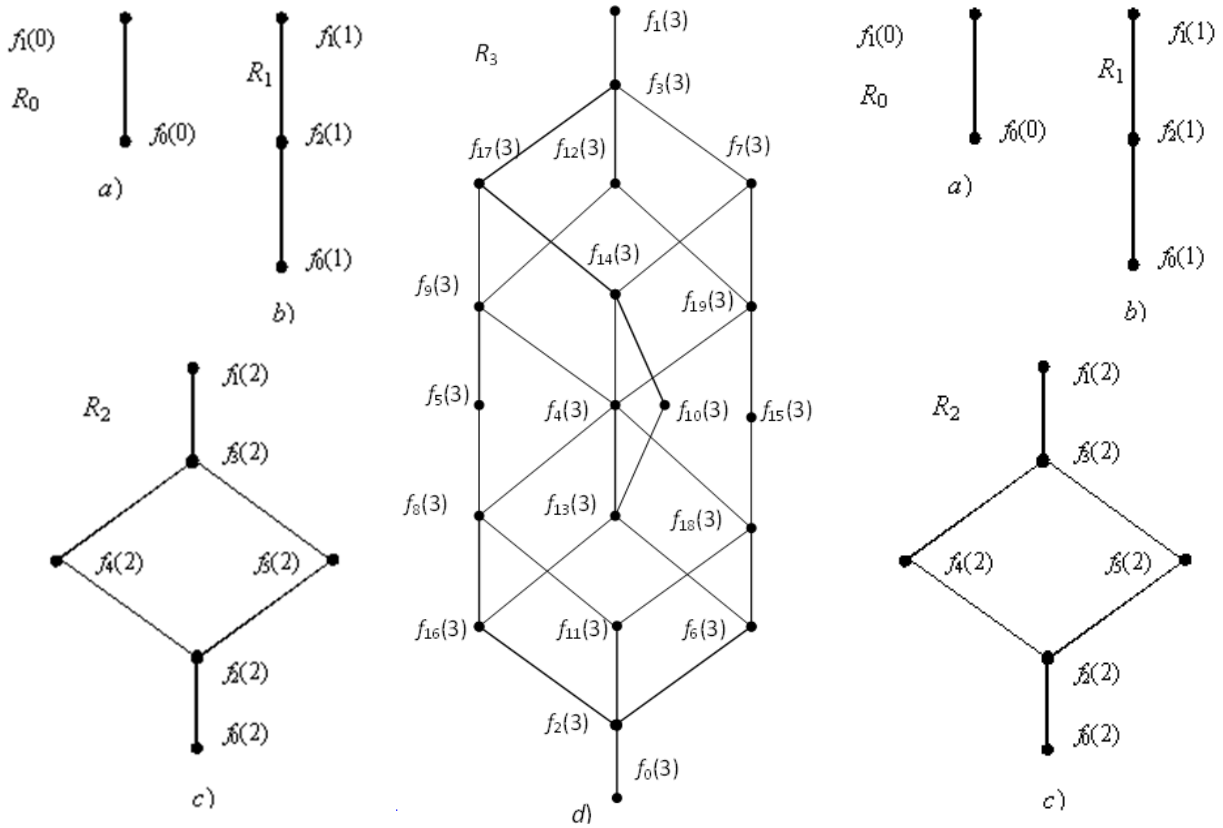 f₁(0)
R₀
f₀(0)
a)
f₁(1)
R₁
f₂(1)
f₀(1)
b)
f₁(2)
R₂
f₃(2)
f₄(2) f₅(2)
f₂(2)
f₀(2)
c)
f₁(3)
R₃
f₃(3)
f₁₇(3) f₁₂(3) f₇(3)
f₁₄(3)
f₉(3) f₁₉(3)
f₅(3) f₄(3) f₁₀(3) f₁₅(3)
f₈(3) f₁₃(3) f₁₈(3)
f₁₆(3) f₁₁(3) f₆(3)
f₂(3)
f₀(3)
d)
f₁(0)
R₀
f₀(0)
a)
f₁(1)
R₁
f₂(1)
f₀(1)
b)
f₁(2)
R₂
f₃(2)
f₄(2) f₅(2)
f₂(2)
f₀(2)
c)